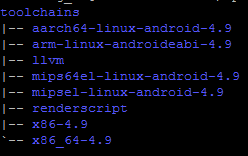 toolchains
|-- aarch64-linux-android-4.9
|-- arm-linux-androideabi-4.9
|-- llvm
|-- mips64el-linux-android-4.9
|-- mipsel-linux-android-4.9
|-- renderscript
|-- x86-4.9
`-- x86_64-4.9